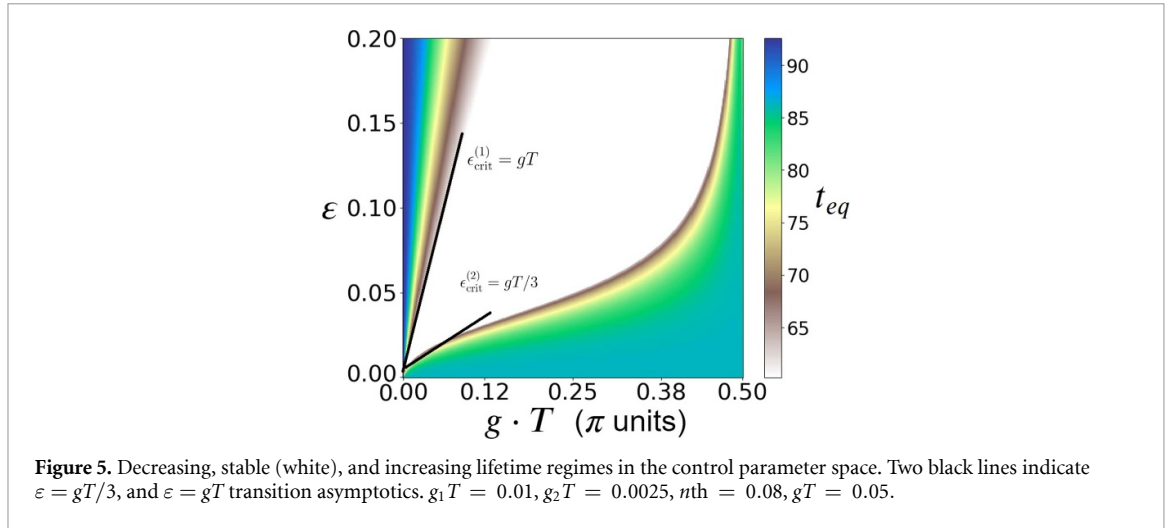 0.20
0.15
0.10
0.05
0.00
ε
0.00 0.12 0.25 0.38 0.50
g · T (π units)
ϵ_crit^(1) = gT
ϵ_crit^(2) = gT/3
90
85
80
75
70
65
t_eq
Figure 5. Decreasing, stable (white), and increasing lifetime regimes in the control parameter space. Two black lines indicate
ε = gT/3, and ε = gT transition asymptotics. g₁T = 0.01, g₂T = 0.0025, nth = 0.08, gT = 0.05.